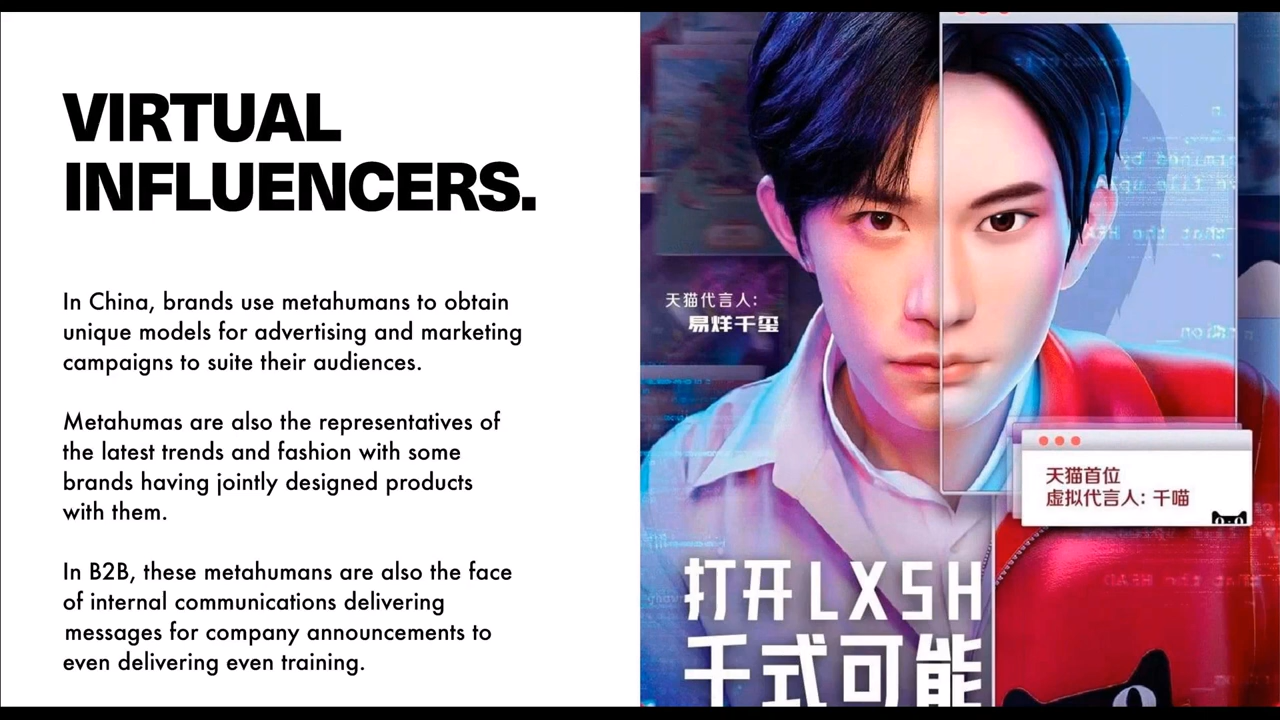 VIRTUAL
INFLUENCERS.
In China, brands use metahumans to obtain
unique models for advertising and marketing
campaigns to suite their audiences.
Metahumas are also the representatives of
the latest trends and fashion with some
brands having jointly designed products
with them.
In B2B, these metahumans are also the face
of internal communications delivering
messages for company announcements to
even delivering even training.
天猫代言人:
易烊千玺
天猫首位
虚拟代言人: 千喵
打开LXSH
千式可能